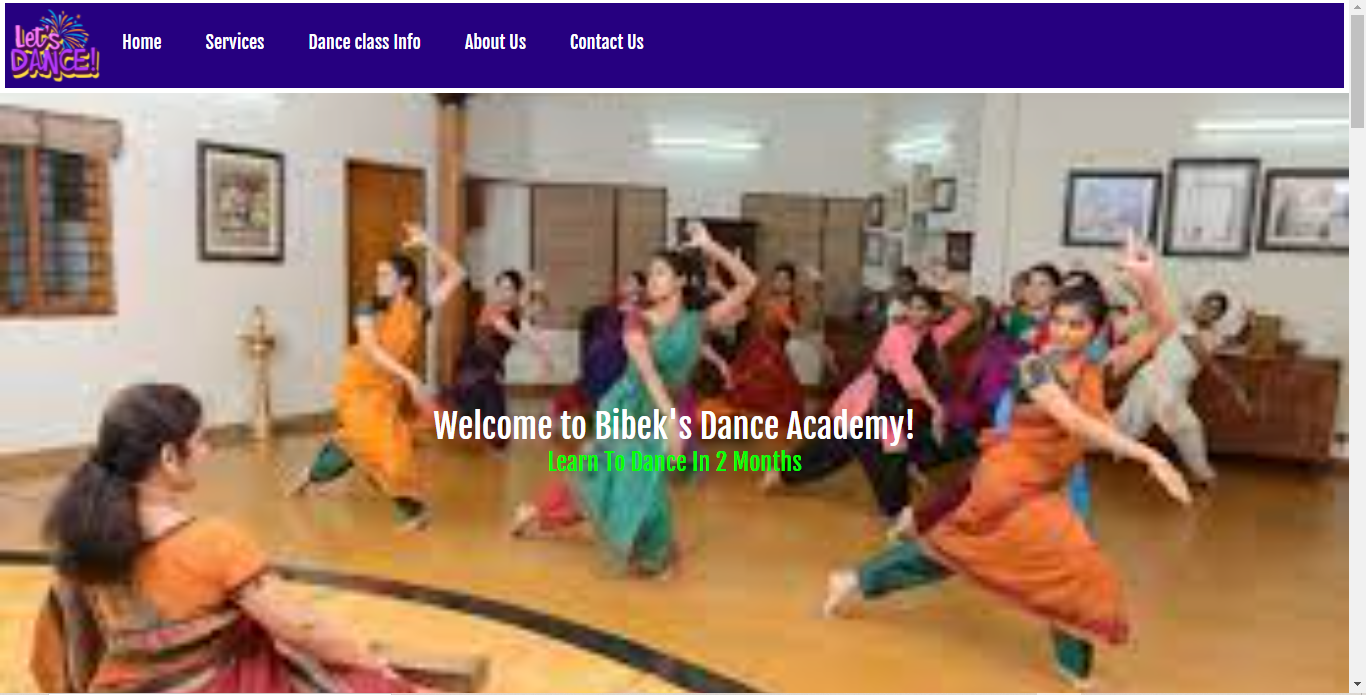 Let's
DANCE!
Home Services Dance class Info About Us Contact Us
Welcome to Bibek's Dance Academy!
Learn To Dance In 2 Months